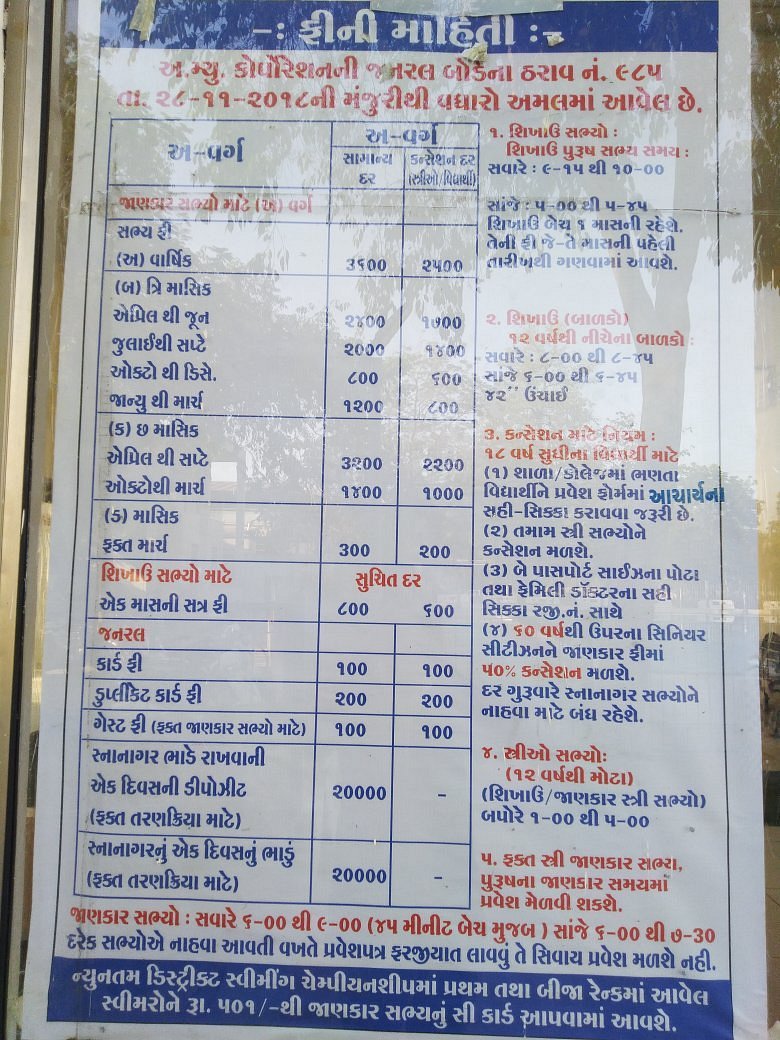 -: ફીની માહિતી :-
અ.મ્યુ. કોર્પોરેશનની જનરલ બોર્ડના ઠરાવ નં. ૯૮૫
તા. ૨૮-૧૧-૨૦૧૮ની મંજુરીથી વધારો અમલમાં આવેલ છે.
અ-વર્ગ
અ-વર્ગ
સામાન્ય દર
કન્સેશન દર (સ્ત્રીઓ/વિદ્યાર્થી)
જાણકાર સભ્યો માટે (અ) વર્ગ
સભ્ય ફી
(અ) વાર્ષિક ૩૬૦૦ ૨૫૦૦
(બ) ત્રિ માસિક
એપ્રિલ થી જૂન ૨૪૦૦ ૧૭૦૦
જુલાઈથી સપ્ટે ૨૦૦૦ ૧૪૦૦
ઓક્ટો થી ડિસે. ૮૦૦ ૬૦૦
જાન્યુ થી માર્ચ ૧૨૦૦ ૮૦૦
(ક) છ માસિક
એપ્રિલ થી સપ્ટે ૩૨૦૦ ૨૨૦૦
ઓક્ટોથી માર્ચ ૧૪૦૦ ૧૦૦૦
(ડ) માસિક
ફક્ત માર્ચ ૩૦૦ ૨૦૦
શિખાઉ સભ્યો માટે સુચિત દર
એક માસની સત્ર ફી ૮૦૦ ૬૦૦
જનરલ
કાર્ડ ફી ૧૦૦ ૧૦૦
ડુપ્લીકેટ કાર્ડ ફી ૨૦૦ ૨૦૦
ગેસ્ટ ફી (ફક્ત જાણકાર સભ્યો માટે) ૧૦૦ ૧૦૦
સ્નાનાગર ભાડે રાખવાની
એક દિવસની ડીપોઝીટ ૨૦૦૦૦ -
(ફક્ત તરણક્રિયા માટે)
સ્નાનાગરનું એક દિવસનું ભાડું
(ફક્ત તરણક્રિયા માટે) ૨૦૦૦૦ -
૧. શિખાઉ સભ્યો :
શિખાઉ પુરૂષ સભ્ય સમય :
સવારે : ૯-૧૫ થી ૧૦-૦૦
સાંજે : ૫-૦૦ થી ૫-૪૫
શિખાઉ બેચ ૧ માસની રહેશે.
તેની ફી જે-તે માસની પહેલી
તારીખથી ગણવામાં આવશે.
૨. શિખાઉ (બાળકો)
૧૨ વર્ષથી નીચેના બાળકો :
સવારે : ૮-૦૦ થી ૮-૪૫
સાંજે ૬-૦૦ થી ૬-૪૫
૪૨'' ઉંચાઈ
૩. કન્સેશન માટે નિયમ :
૧૮ વર્ષ સુધીના વિદ્યાર્થી માટે
(૧) શાળા/કોલેજમાં ભણતા
વિદ્યાર્થીને પ્રવેશ ફોર્મમાં આચાર્યના
સહી-સિક્કા કરાવવા જરૂરી છે.
(૨) તમામ સ્ત્રી સભ્યોને
કન્સેશન મળશે.
(૩) બે પાસપોર્ટ સાઈઝના ફોટા
તથા ફેમિલી ડૉક્ટરના સહી
સિક્કા રજી.નં. સાથે
(૪) ૬૦ વર્ષથી ઉપરના સિનિયર
સીટીઝનને જાણકાર ફીમાં
૫૦% કન્સેશન મળશે.
દર ગુરૂવારે સ્નાનાગર સભ્યોને
નાહવા માટે બંધ રહેશે.
૪. સ્ત્રીઓ સભ્યોઃ
(૧૨ વર્ષથી મોટા)
(શિખાઉ/જાણકાર સ્ત્રી સભ્યો)
બપોરે ૧-૦૦ થી ૫-૦૦
૫. ફક્ત સ્ત્રી જાણકાર સભ્ય,
પુરૂષના જાણકાર સમયમાં
પ્રવેશ મેળવી શકશે.
જાણકાર સભ્યો : સવારે ૬-૦૦ થી ૯-૦૦ (૪૫ મીનીટ બેચ મુજબ ) સાંજે ૬-૦૦ થી ૭-૩૦
દરેક સભ્યોએ નાહવા આવતી વખતે પ્રવેશપત્ર ફરજીયાત લાવવું તે સિવાય પ્રવેશ મળશે નહી.
ન્યુનતમ ડિસ્ટ્રીકટ સ્વીમીંગ ચેમ્પીયનશીપમાં પ્રથમ તથા બીજા રેન્કમાં આવેલ
સ્વીમરોને રૂા. ૫૦૧/-થી જાણકાર સભ્યનું સી કાર્ડ આપવામાં આવશે.